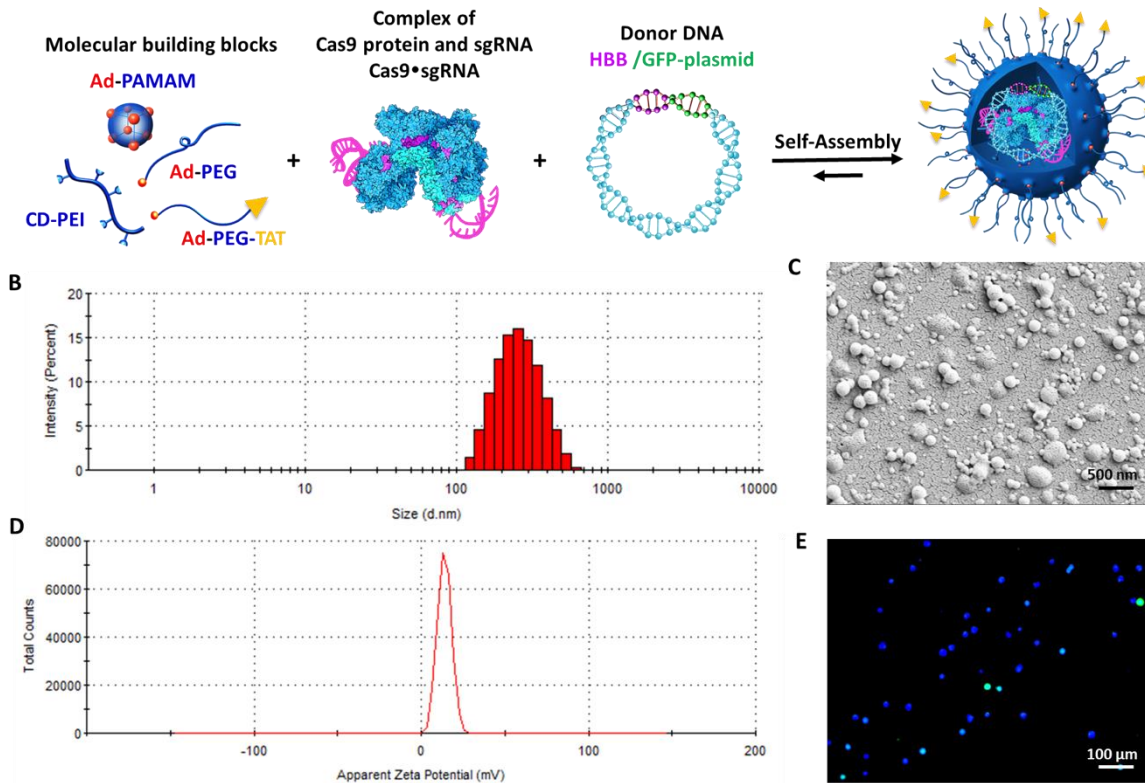 Molecular building blocks
Ad-PAMAM
Ad-PEG
CD-PEI
Ad-PEG-TAT
+
Complex of
Cas9 protein and sgRNA
Cas9•sgRNA
+
Donor DNA
HBB /GFP-plasmid
Self-Assembly
B
20
15
10
5
0
Intensity (Percent)
1 10 100 1000 10000
Size (d.nm)
C
500 nm
D
80000
60000
40000
20000
0
Total Counts
-100 0 100 200
Apparent Zeta Potential (mV)
E
100 μm